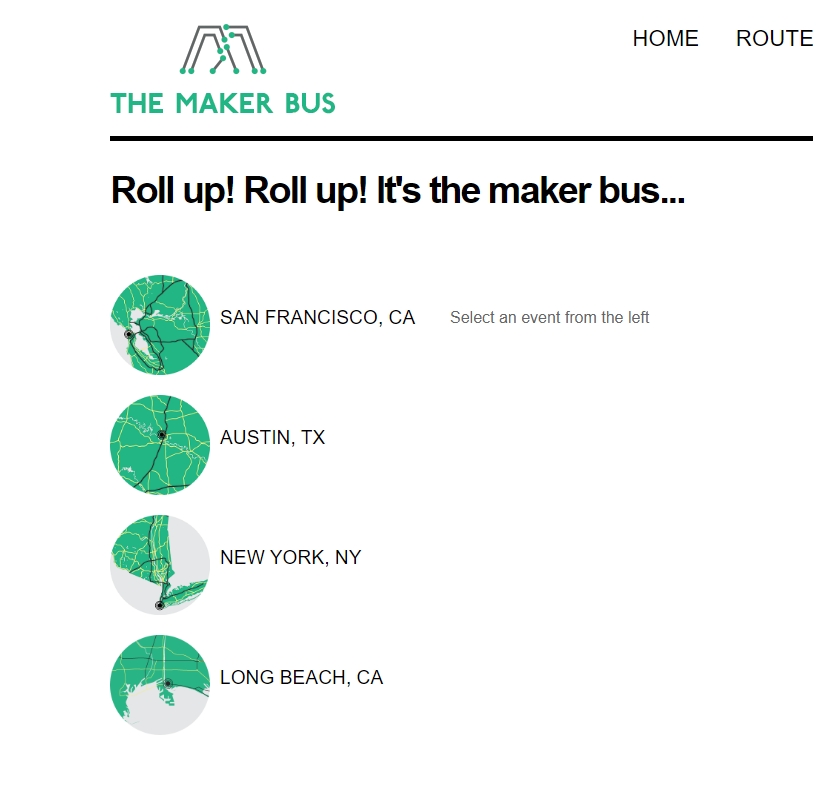 THE MAKER BUS
HOME ROUTE
Roll up! Roll up! It's the maker bus...
SAN FRANCISCO, CA
Select an event from the left
AUSTIN, TX
NEW YORK, NY
LONG BEACH, CA